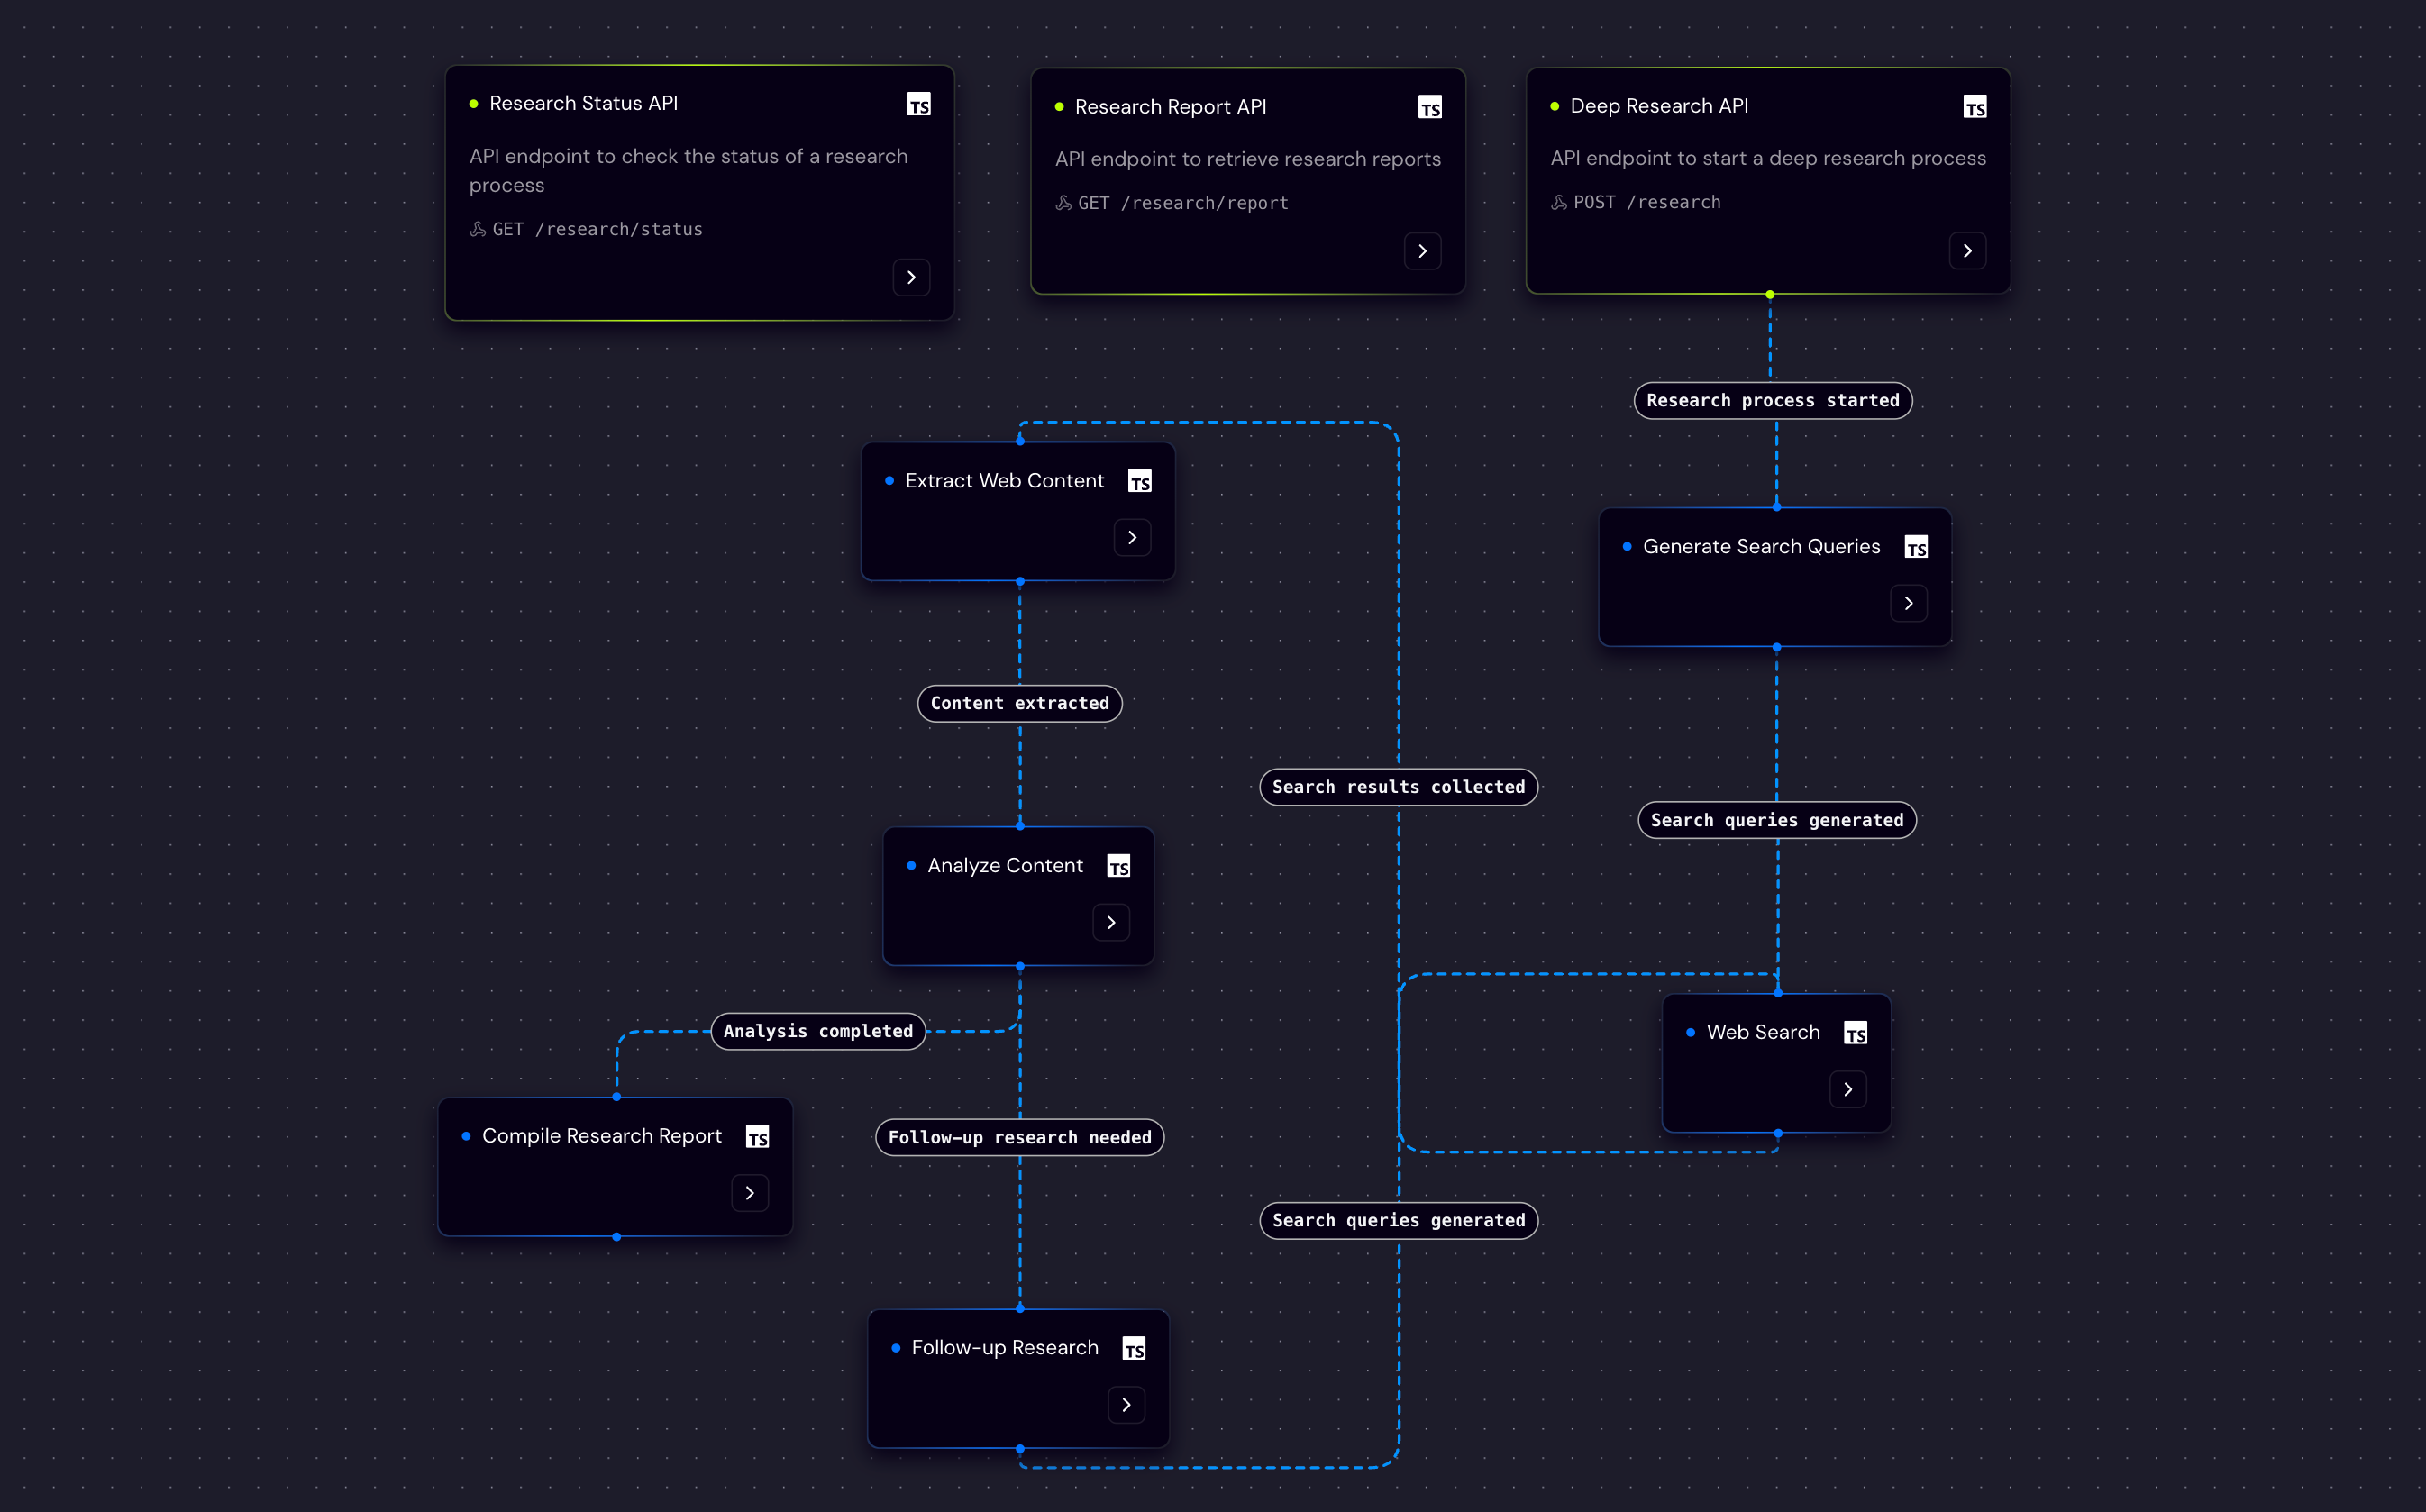 Research Status API
TS
API endpoint to check the status of a research
process
GET /research/status
Research Report API
TS
API endpoint to retrieve research reports
GET /research/report
Deep Research API
TS
API endpoint to start a deep research process
POST /research
Research process started
Extract Web Content
TS
Generate Search Queries
TS
Content extracted
Search results collected
Search queries generated
Analyze Content
TS
Analysis completed
Web Search
TS
Compile Research Report
TS
Follow-up research needed
Search queries generated
Follow-up Research
TS